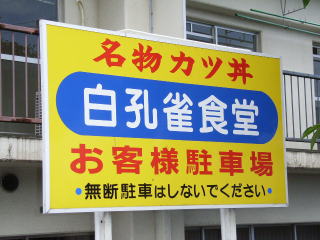 名物カツ丼
白孔雀食堂
お客様駐車場
・無断駐車はしないでください・